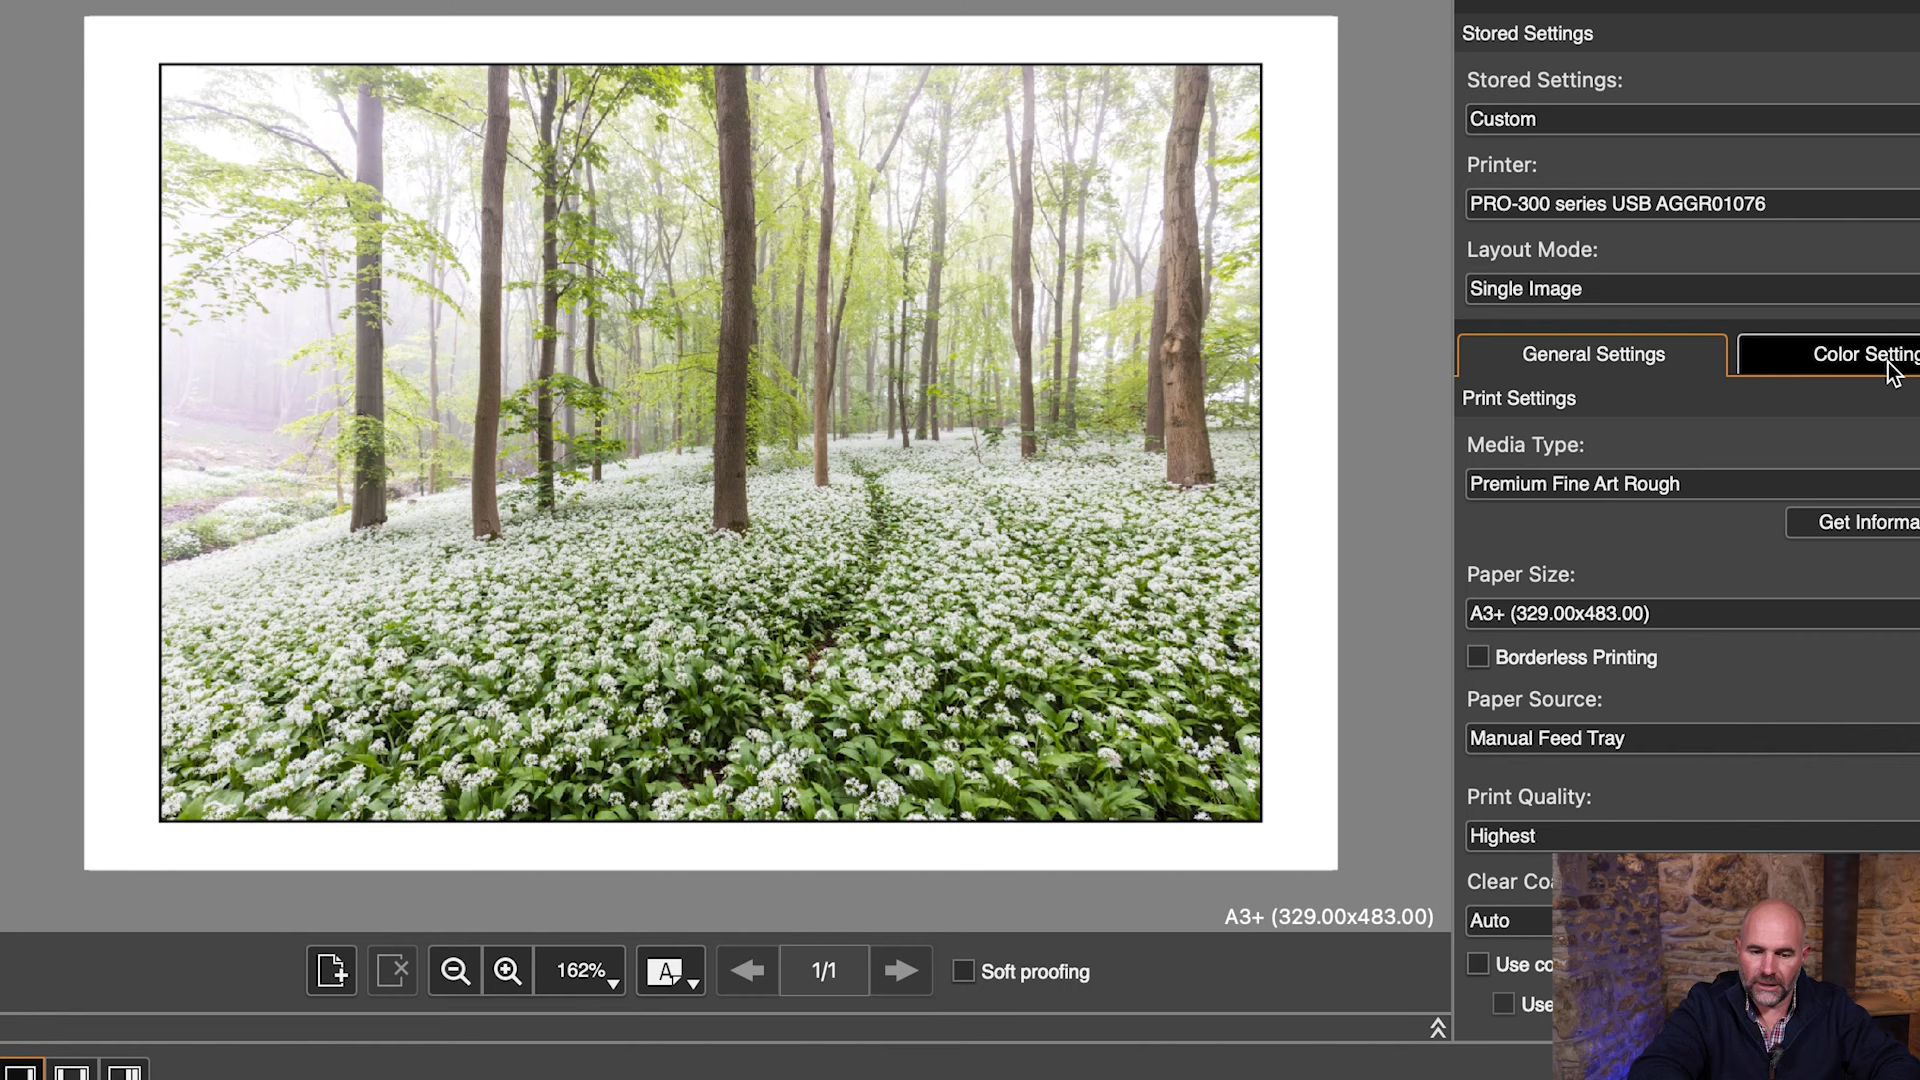 Stored Settings
Stored Settings:
Custom
Printer:
PRO-300 series USB AGGR01076
Layout Mode:
Single Image
General Settings
Color Setting
Print Settings
Media Type:
Premium Fine Art Rough
Get Informa
Paper Size:
A3+ (329.00x483.00)
Borderless Printing
Paper Source:
Manual Feed Tray
Print Quality:
Highest
Clear Coa
Auto
Use co
Use
A3+ (329.00x483.00)
162%
A
1/1
Soft proofing